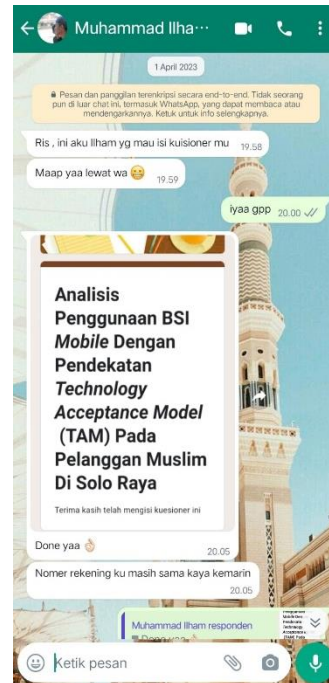 Muhammad Ilha...
1 April 2023
Pesan dan panggilan terenkripsi secara end-to-end. Tidak seorang
pun di luar chat ini, termasuk WhatsApp, yang dapat membaca atau
mendengarkannya. Ketuk untuk info selengkapnya.
Ris , ini aku Ilham yg mau isi kuisioner mu 19.58
Maap yaa lewat wa 😁 19.59
iyaa gpp 20.00
Analisis
Penggunaan BSI
Mobile Dengan
Pendekatan
Technology
Acceptance Model
(TAM) Pada
Pelanggan Muslim
Di Solo Raya
Terima kasih telah mengisi kuesioner ini
Done yaa 👌🏻 20.05
Nomer rekening ku masih sama kaya kemarin
20.05
Muhammad Ilham responden
Done yaa
Ketik pesan